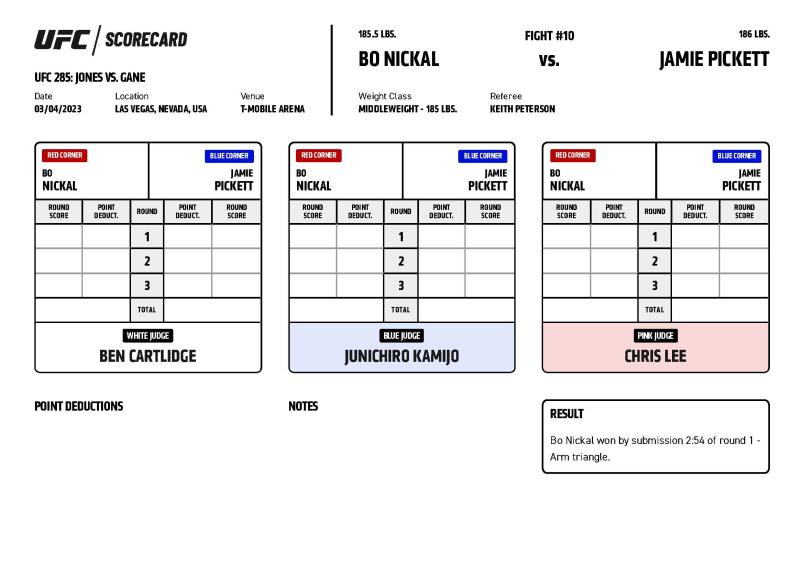 UFC / SCORECARD
UFC 285: JONES VS. GANE
Date Location Venue
03/04/2023 LAS VEGAS, NEVADA, USA T-MOBILE ARENA
185.5 LBS. FIGHT #10 186 LBS.
BO NICKAL VS. JAMIE PICKETT
Weight Class Referee
MIDDLEWEIGHT - 185 LBS. KEITH PETERSON
RED CORNER BLUE CORNER
BO JAMIE
NICKAL PICKETT
ROUND SCORE POINT DEDUCT. ROUND POINT DEDUCT. ROUND SCORE
1
2
3
TOTAL
WHITE JUDGE
BEN CARTLIDGE
RED CORNER BLUE CORNER
BO JAMIE
NICKAL PICKETT
ROUND SCORE POINT DEDUCT. ROUND POINT DEDUCT. ROUND SCORE
1
2
3
TOTAL
BLUE JUDGE
JUNICHIRO KAMIJO
RED CORNER BLUE CORNER
BO JAMIE
NICKAL PICKETT
ROUND SCORE POINT DEDUCT. ROUND POINT DEDUCT. ROUND SCORE
1
2
3
TOTAL
PINK JUDGE
CHRIS LEE
POINT DEDUCTIONS
NOTES
RESULT
Bo Nickal won by submission 2:54 of round 1 -
Arm triangle.